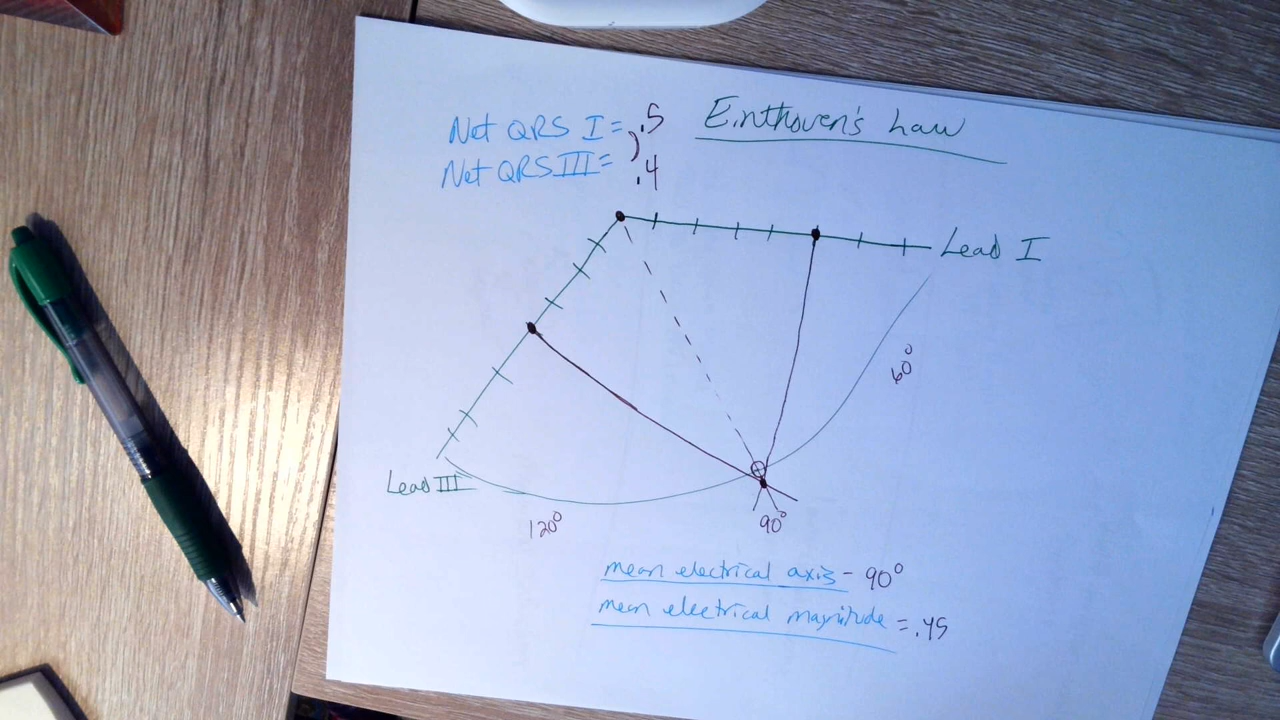 Einthoven's Law
Net QRS I = .5
Net QRS III = .4
Lead I
60°
Lead III
120°
90°
mean electrical axis - 90°
mean electrical magnitude = .45